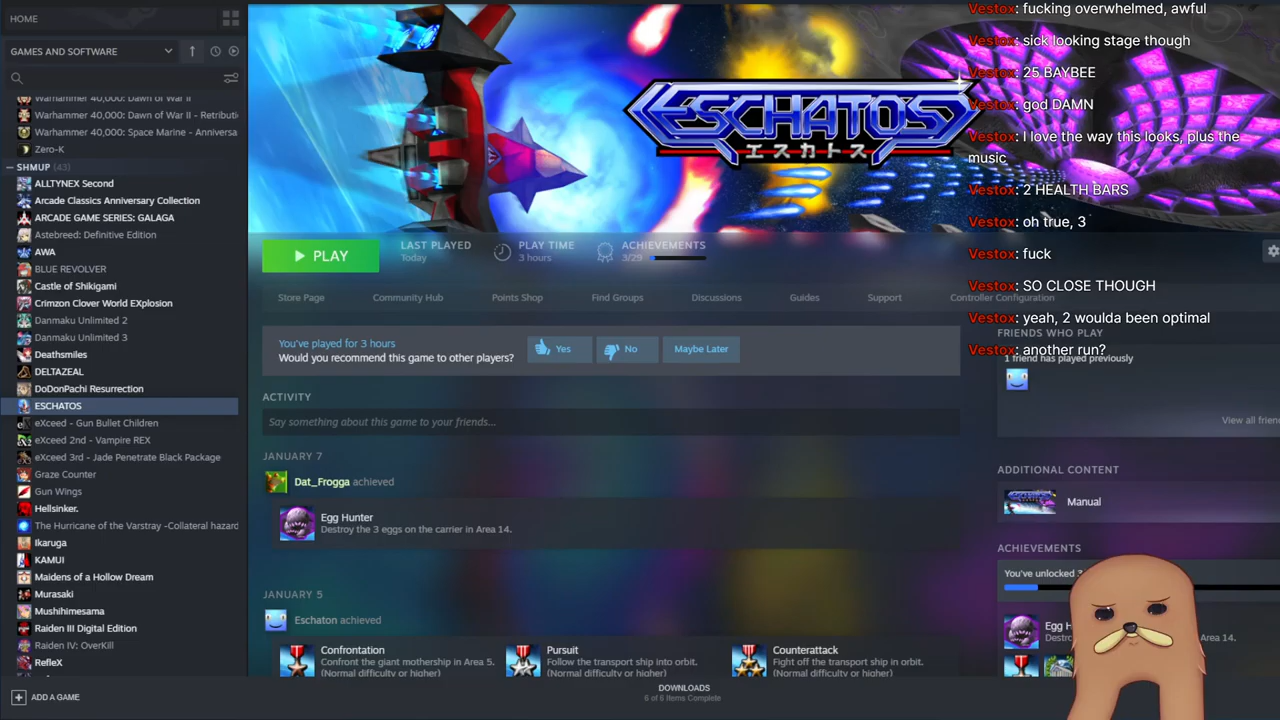 HOME
GAMES AND SOFTWARE
Warhammer 40,000: Dawn of War II
Warhammer 40,000: Dawn of War II - Retributi
Warhammer 40,000: Space Marine - Anniversa
Zero-K
SHMUP (43)
ALLTYNEX Second
Arcade Classics Anniversary Collection
ARCADE GAME SERIES: GALAGA
Astebreed: Definitive Edition
AWA
BLUE REVOLVER
Castle of Shikigami
Crimzon Clover World EXplosion
Danmaku Unlimited 2
Danmaku Unlimited 3
Deathsmiles
DELTAZEAL
DoDonPachi Resurrection
ESCHATOS
eXceed - Gun Bullet Children
eXceed 2nd - Vampire REX
eXceed 3rd - Jade Penetrate Black Package
Graze Counter
Gun Wings
Hellsinker.
The Hurricane of the Varstray -Collateral hazard
Ikaruga
KAMUI
Maidens of a Hollow Dream
Murasaki
Mushihimesama
Raiden III Digital Edition
Raiden IV: OverKill
RefleX
ADD A GAME
ESCHATOS
エスカトス
PLAY
LAST PLAYED
Today
PLAY TIME
3 hours
ACHIEVEMENTS
3/29
Store Page
Community Hub
Points Shop
Find Groups
Discussions
Guides
Support
Controller Configuration
You've played for 3 hours
Would you recommend this game to other players?
Yes
No
Maybe Later
ACTIVITY
Say something about this game to your friends...
JANUARY 7
Dat_Frogga achieved
Egg Hunter
Destroy the 3 eggs on the carrier in Area 14.
JANUARY 5
Eschaton achieved
Confrontation
Confront the giant mothership in Area 5.
(Normal difficulty or higher)
Pursuit
Follow the transport ship into orbit.
(Normal difficulty or higher)
Counterattack
Fight off the transport ship in orbit.
(Normal difficulty or higher)
DOWNLOADS
6 of 6 Items Complete
Vestox: fucking overwhelmed, awful
Vestox: sick looking stage though
Vestox: 25 BAYBEE
Vestox: god DAMN
Vestox: I love the way this looks, plus the
music
Vestox: 2 HEALTH BARS
Vestox: oh true, 3
Vestox: fuck
Vestox: SO CLOSE THOUGH
Vestox: yeah, 2 woulda been optimal
Vestox: another run?
FRIENDS WHO PLAY
1 friend has played previously
View all frien
ADDITIONAL CONTENT
Manual
ACHIEVEMENTS
You've unlocked
Egg H
Destro
Area 14.